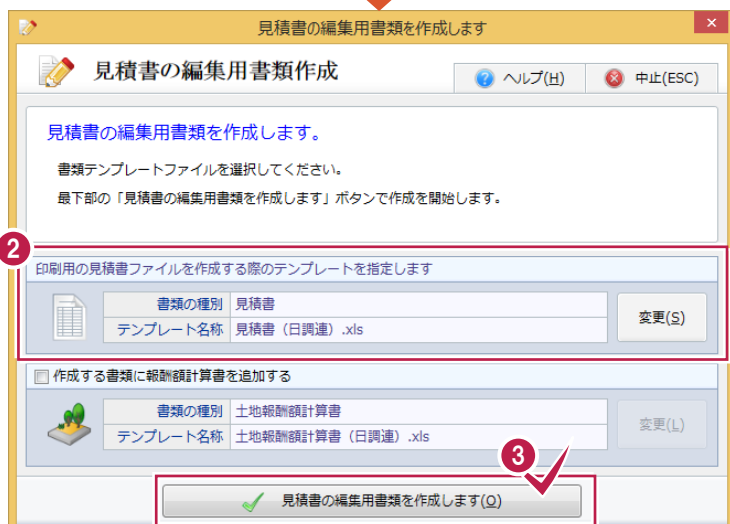 見積書の編集用書類を作成します
見積書の編集用書類作成
ヘルプ(H)
中止(ESC)
見積書の編集用書類を作成します。
書類テンプレートファイルを選択してください。
最下部の「見積書の編集用書類を作成します」ボタンで作成を開始します。
2
印刷用の見積書ファイルを作成する際のテンプレートを指定します
書類の種別 見積書
テンプレート名称 見積書（日調連）.xls
変更(S)
作成する書類に報酬額計算書を追加する
書類の種別 土地報酬額計算書
テンプレート名称 土地報酬額計算書（日調連）.xls
変更(L)
3
見積書の編集用書類を作成します(O)